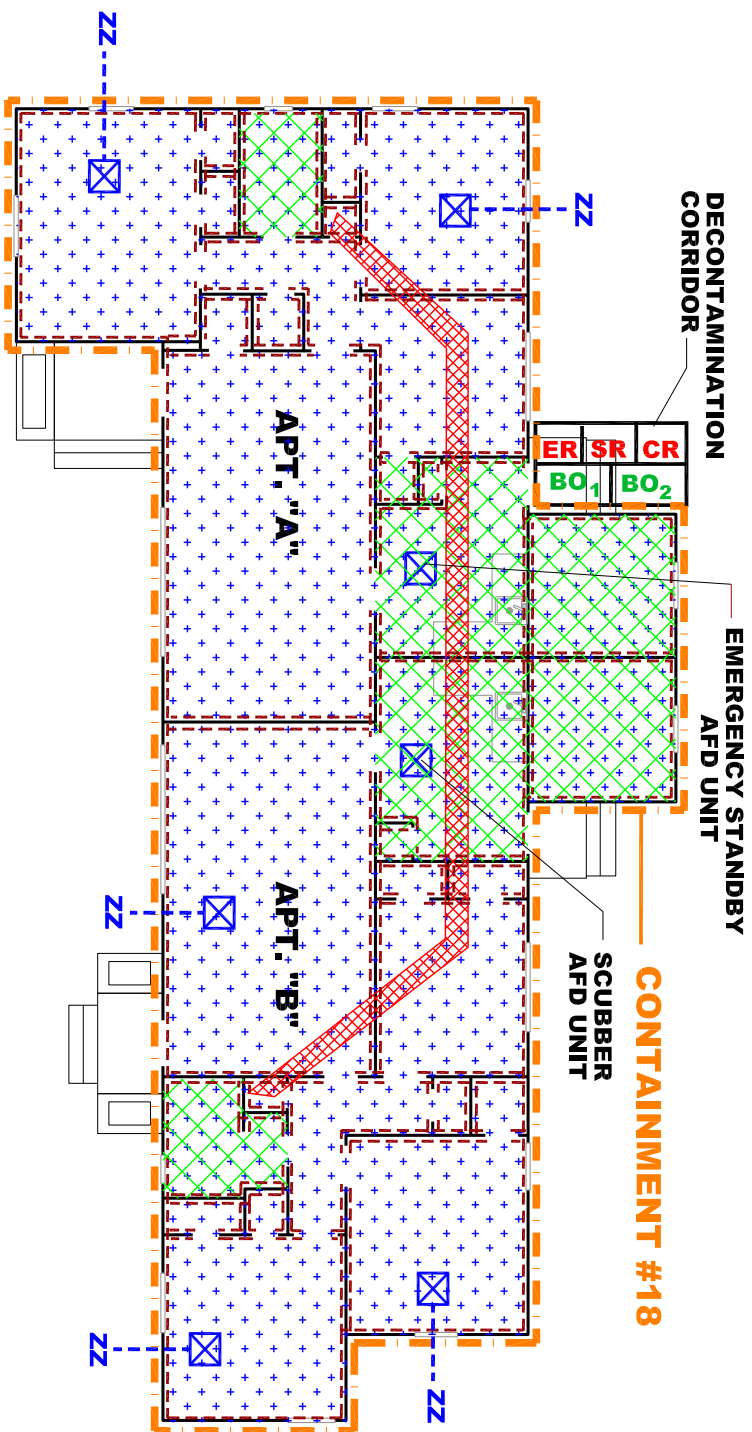 DECONTAMINATION
CORRIDOR
EMERGENCY STANDBY
AFD UNIT
CONTAINMENT #18
SCUBBER
AFD UNIT
ER
SR
CR
BO1
BO2
ZZ
ZZ
ZZ
ZZ
ZZ
APT. "A"
APT. "B"